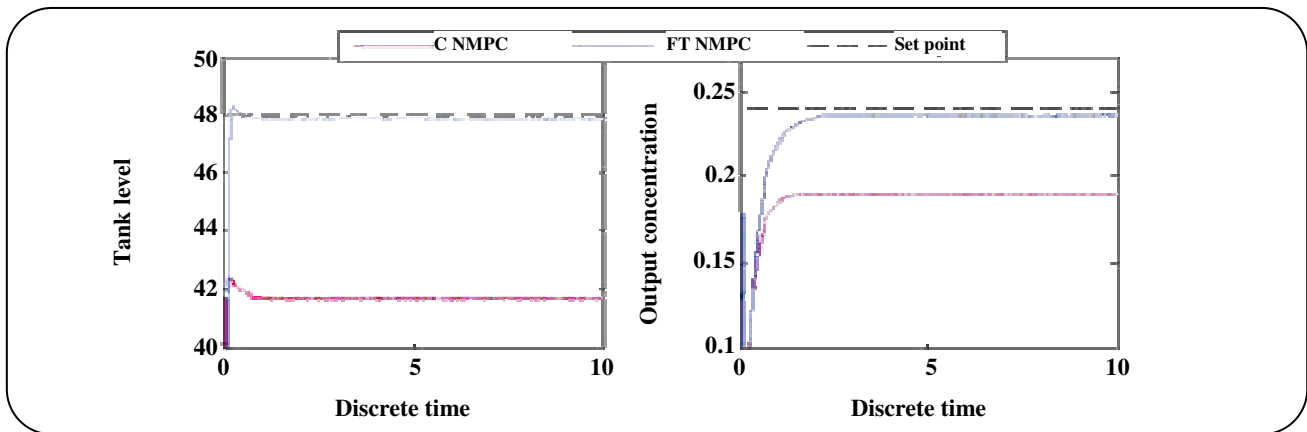 C NMPC FT NMPC Set point
50
48
46
44
42
40
Tank level
0 5 10
Discrete time
0.25
0.2
0.15
0.1
Output concentration
0 5 10
Discrete time